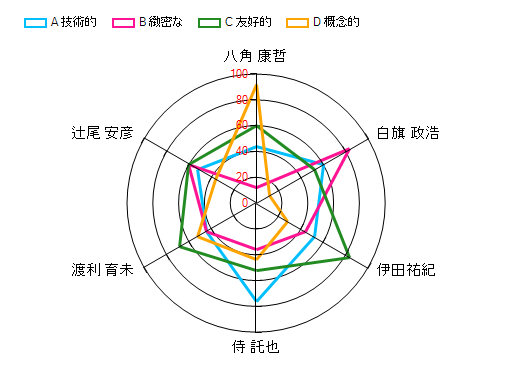 A 技術的 B 緻密な C 友好的 D 概念的
八角 康哲
100
80
60
40
20
0
辻尾 安彦
白旗 政浩
渡利 育未
伊田 祐紀
侍 託也